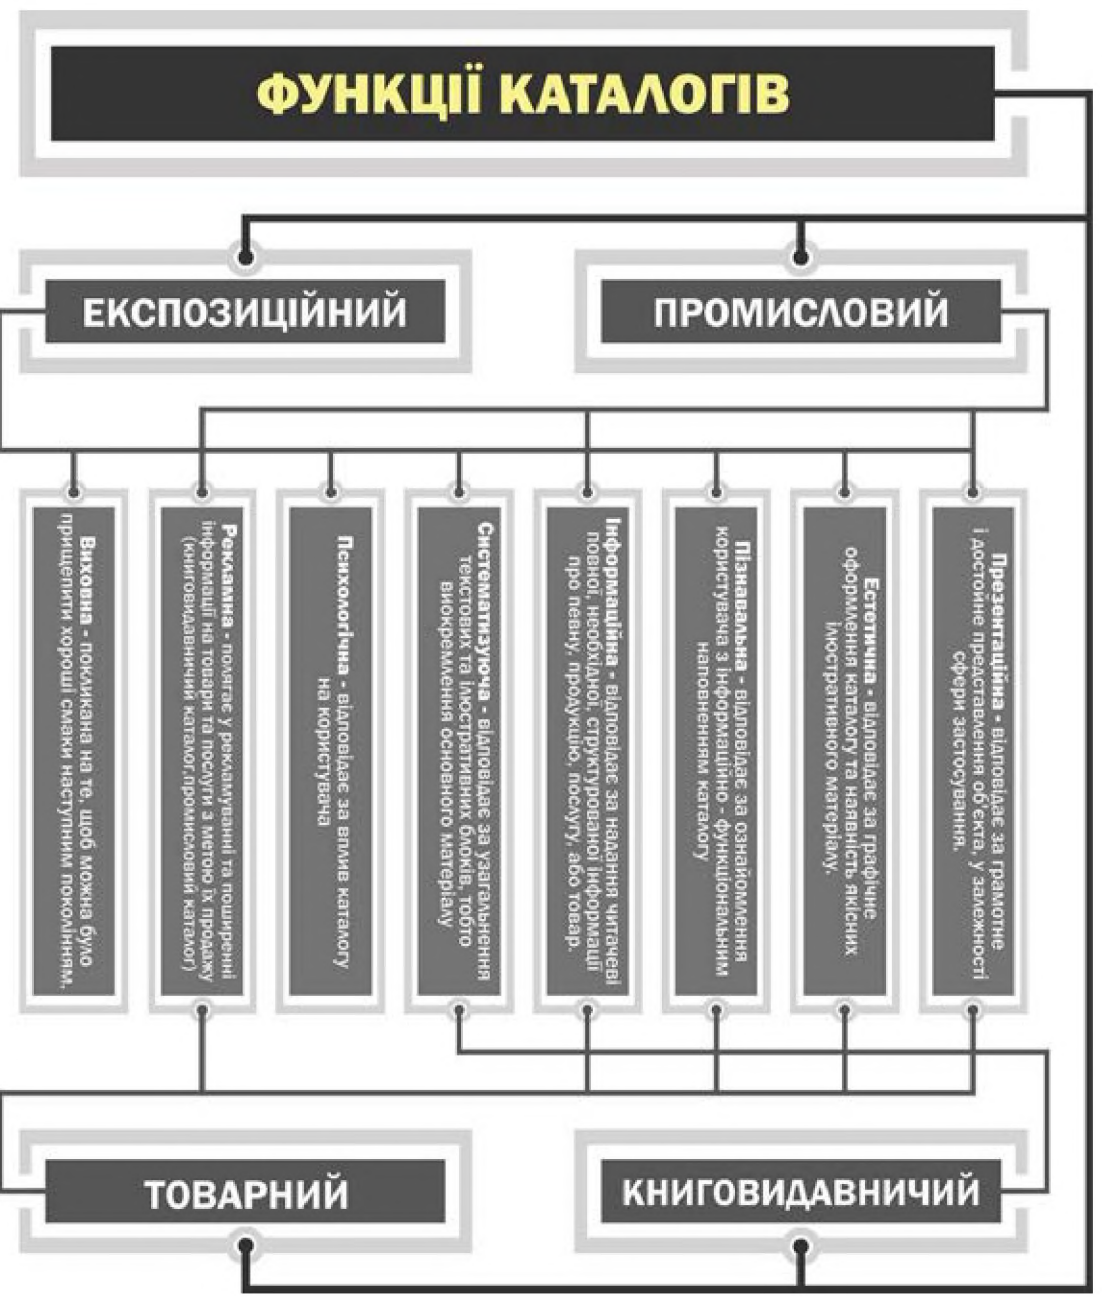 ФУНКЦІЇ КАТАЛОГІВ
ЕКСПОЗИЦІЙНИЙ
ПРОМИСЛОВИЙ
Виховна - покликана на те, щоб можна було
прищепити хороші смаки наступним поколінням.
Рекламна - полягає у рекламуванні та поширенні
інформації на товари та послуги з метою їх продажу
(книговидавничий каталог,промисловий каталог)
Психологічна - відповідає за вплив каталогу
на користувача
Систематизуюча - відповідає за узагальнення
текстових та ілюстративних блоків, тобто
виокремлення основного матеріалу
Інформаційна - відповідає за надання читачеві
повної, необхідної, структурованої інформації
про певну, продукцію, послугу, або товар.
Пізнавальна - відповідає за ознайомлення
користувача з інформаційно - функціональним
наповненням каталогу
Естетична - відповідає за графічне
оформлення каталогу та наявність якісних
ілюстративного матеріалу.
Презентаційна - відповідає за грамотне
і достойне представлення об'єкта, у залежності
сфери застосування.
ТОВАРНИЙ
КНИГОВИДАВНИЧИЙ